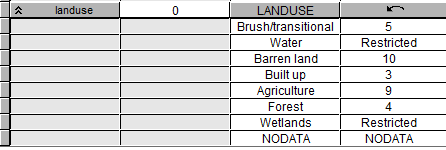 landuse 0 LANDUSE
Brush/transitional 5
Water Restricted
Barren land 10
Built up 3
Agriculture 9
Forest 4
Wetlands Restricted
NODATA NODATA